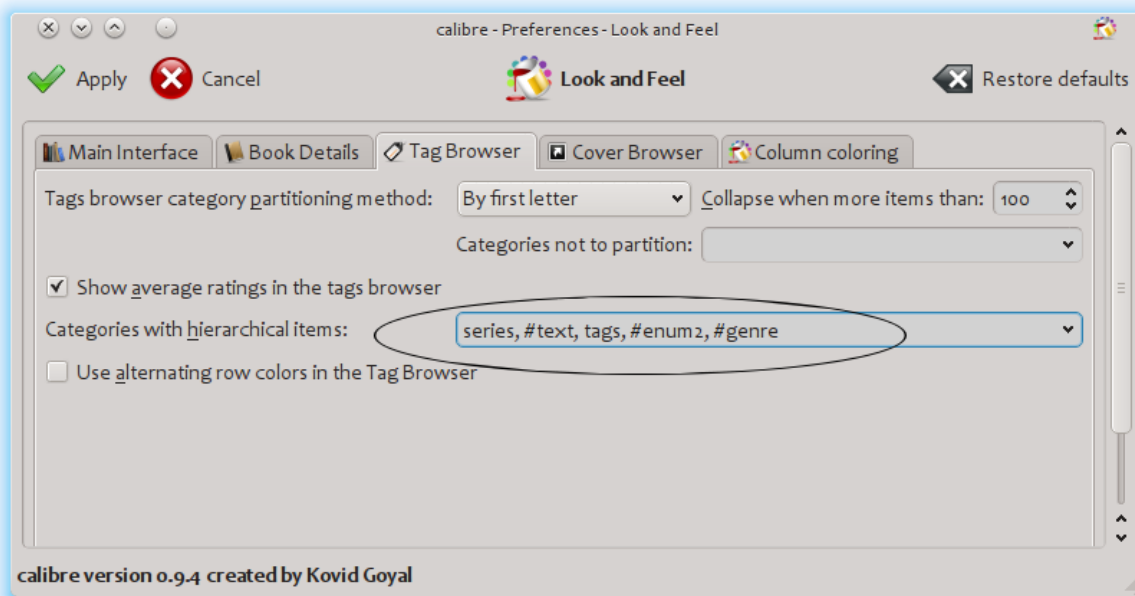 calibre - Preferences - Look and Feel
Apply Cancel Look and Feel Restore defaults
Main Interface Book Details Tag Browser Cover Browser Column coloring
Tags browser category partitioning method: By first letter Collapse when more items than: 100
Categories not to partition:
Show average ratings in the tags browser
Categories with hierarchical items: series, #text, tags, #enum2, #genre
Use alternating row colors in the Tag Browser
calibre version 0.9.4 created by Kovid Goyal